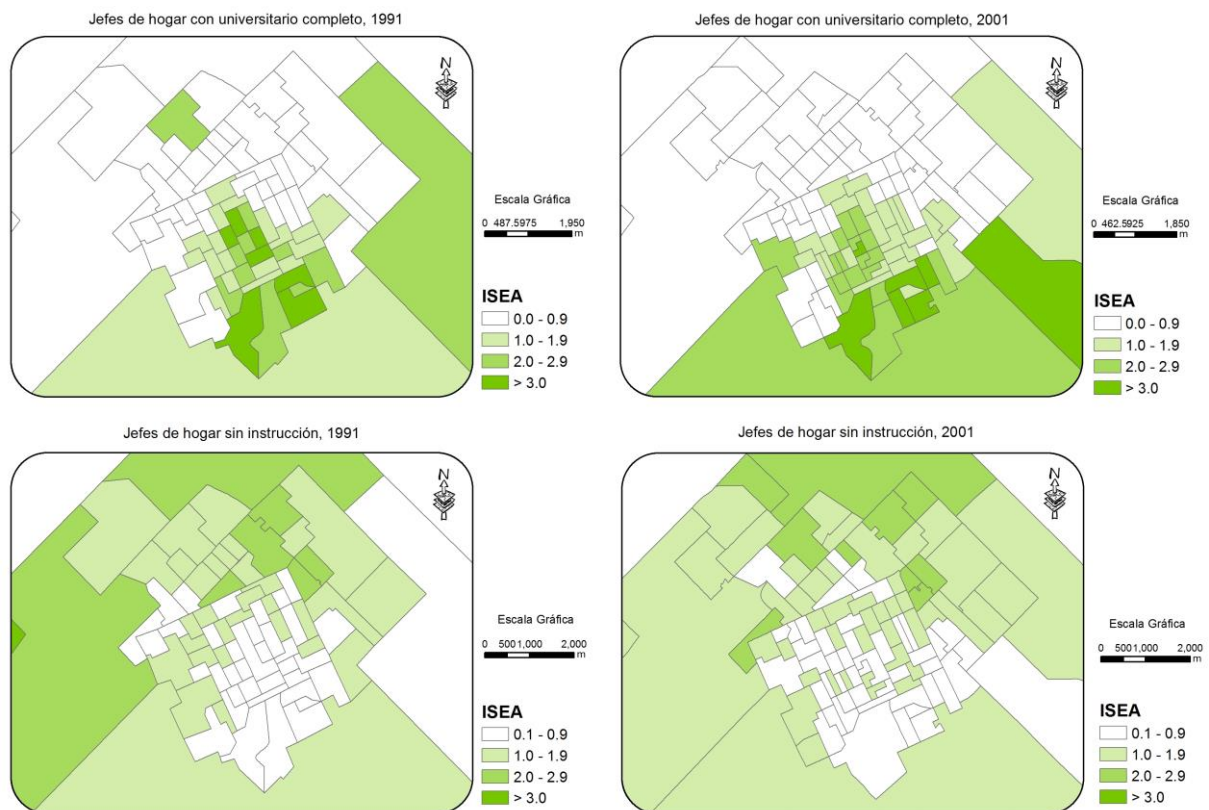 Jefes de hogar con universitario completo, 1991
N
Escala Gráfica
0 487.5975 1,950
m
ISEA
0.0 - 0.9
1.0 - 1.9
2.0 - 2.9
> 3.0
Jefes de hogar con universitario completo, 2001
N
Escala Gráfica
0 462.5925 1,850
m
ISEA
0.0 - 0.9
1.0 - 1.9
2.0 - 2.9
> 3.0
Jefes de hogar sin instrucción, 1991
N
Escala Gráfica
0 5001,000 2,000
m
ISEA
0.1 - 0.9
1.0 - 1.9
2.0 - 2.9
> 3.0
Jefes de hogar sin instrucción, 2001
N
Escala Gráfica
0 5001,000 2,000
m
ISEA
0.1 - 0.9
1.0 - 1.9
2.0 - 2.9
> 3.0